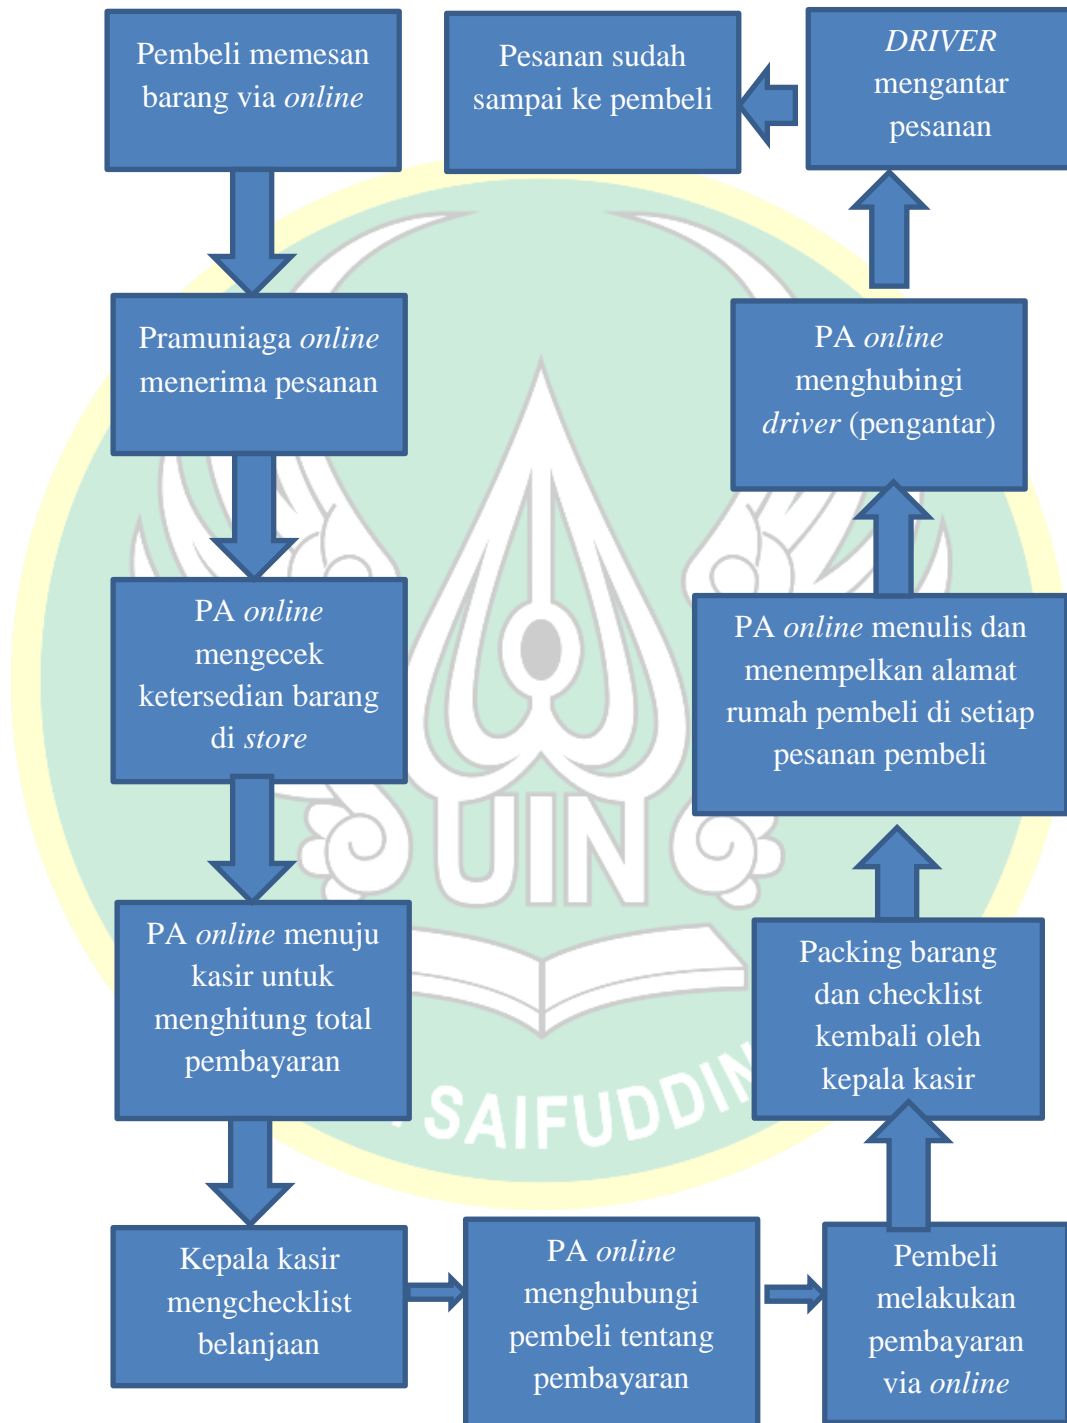 Pembeli memesan
barang via online
Pramuniaga online
menerima pesanan
PA online
mengecek
ketersedian barang
di store
PA online menuju
kasir untuk
menghitung total
pembayaran
Kepala kasir
mengchecklist
belanjaan
PA online
menghubungi
pembeli tentang
pembayaran
Pembeli
melakukan
pembayaran
via online
Packing barang
dan checklist
kembali oleh
kepala kasir
PA online menulis dan
menempelkan alamat
rumah pembeli di setiap
pesanan pembeli
PA online
menghubingi
driver (pengantar)
DRIVER
mengantar
pesanan
Pesanan sudah
sampai ke pembeli
UIN
SAIFUDDIN